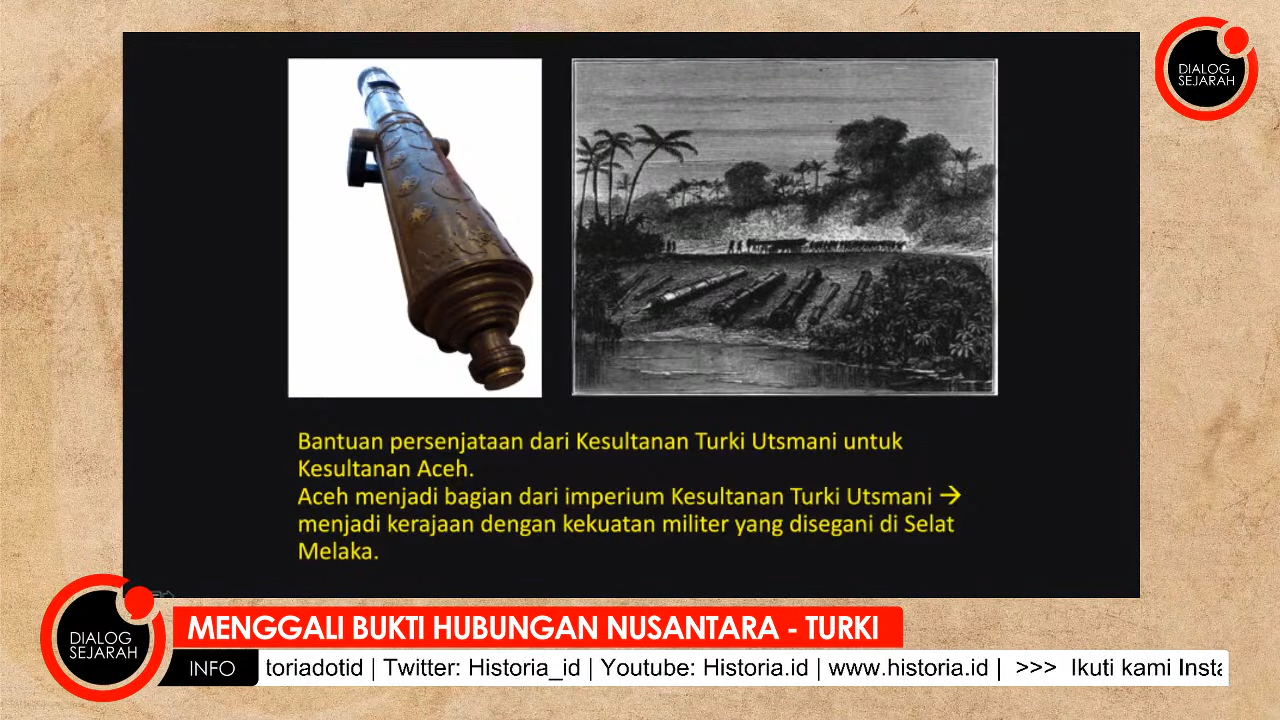 DIALOG
SEJARAH
Bantuan persenjataan dari Kesultanan Turki Utsmani untuk
Kesultanan Aceh.
Aceh menjadi bagian dari imperium Kesultanan Turki Utsmani →
menjadi kerajaan dengan kekuatan militer yang disegani di Selat
Melaka.
DIALOG
SEJARAH
MENGGALI BUKTI HUBUNGAN NUSANTARA - TURKI
INFO
toriadotid | Twitter: Historia_id | Youtube: Historia.id | www.historia.id | >>> Ikuti kami Insta